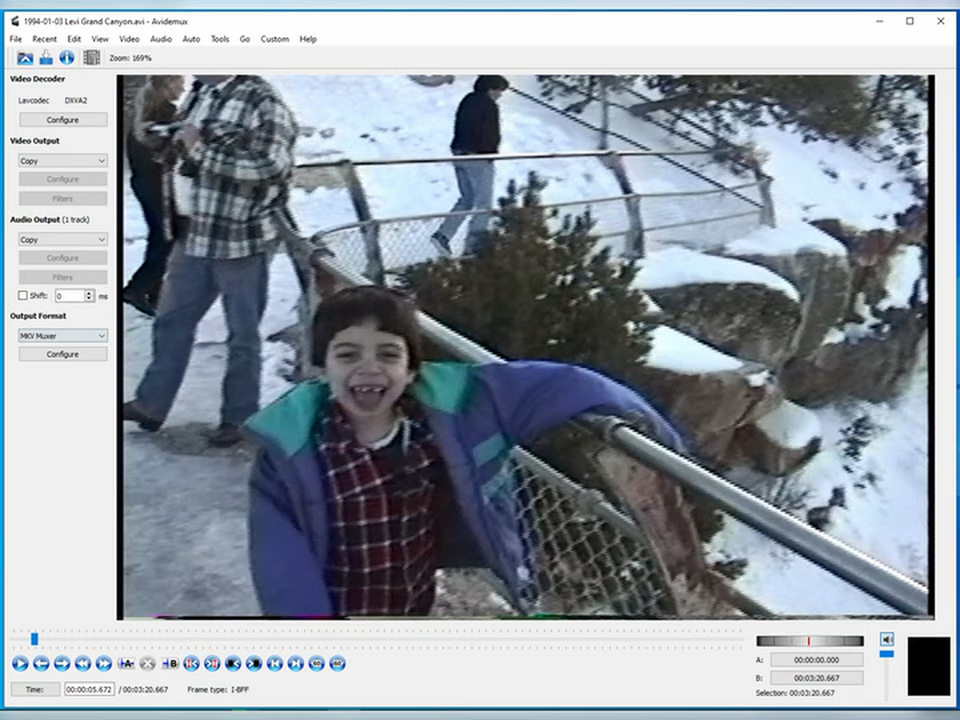 1994-01-03 Levi Grand Canyon.avi - Avidemux
File Recent Edit View Video Audio Auto Tools Go Custom Help
Zoom: 169%
Video Decoder
Lavcodec DXVA2
Configure
Video Output
Copy
Configure
Filters
Audio Output (1 track)
Copy
Configure
Filters
Shift: 0 ms
Output Format
MKV Muxer
Configure
A B
60 60
Time: 00:00:05.672 / 00:03:20.667 Frame type: I-BFF
A: 00:00:00.000
B: 00:03:20.667
Selection: 00:03:20.667